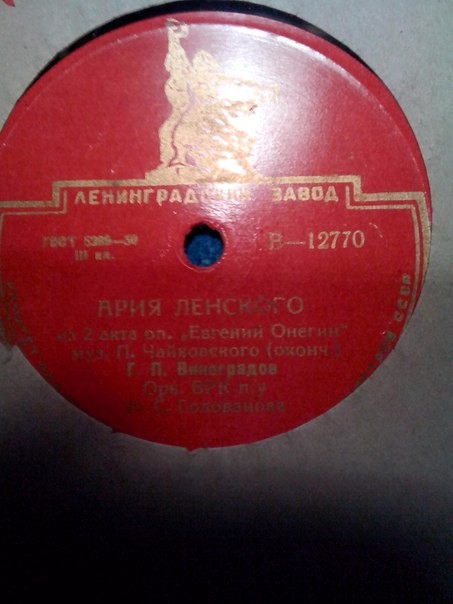 ЛЕНИНГРАДСКИЙ ЗАВОД
ГОСТ 5289—50
III кл.
В—12770
АРИЯ ЛЕНСКОГО
из 2 акта оп. „Евгений Онегин"
муз. П. Чайковского (оконч.)
Г. П. Виноградов
Орк. ВРК п/у
Н. С. Голованова